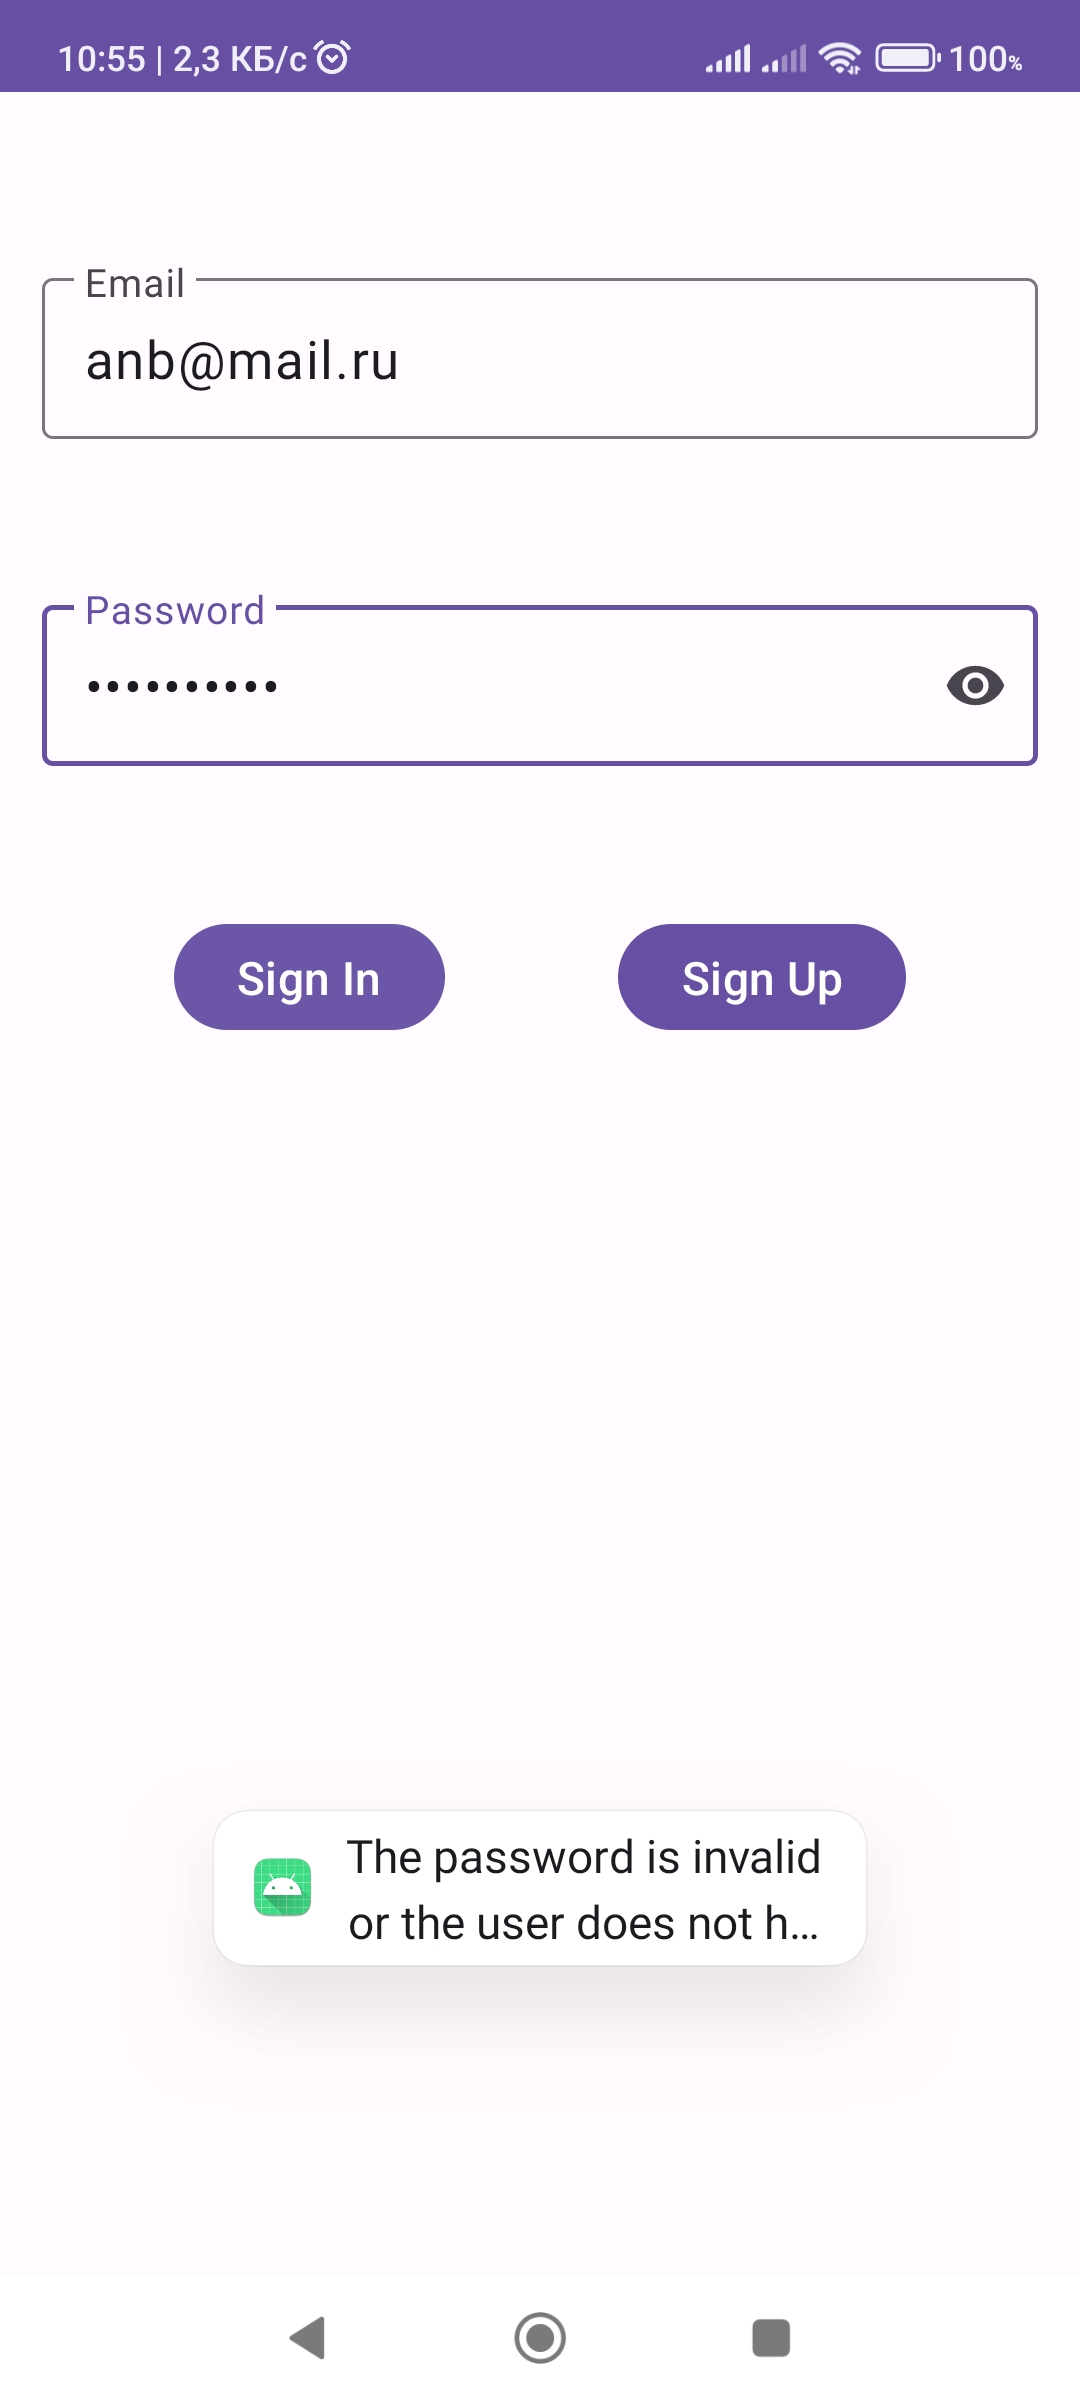 10:55 | 2,3 КБ/с
100%
Email
anb@mail.ru
Password
••••••••••
Sign In
Sign Up
The password is invalid
or the user does not h...